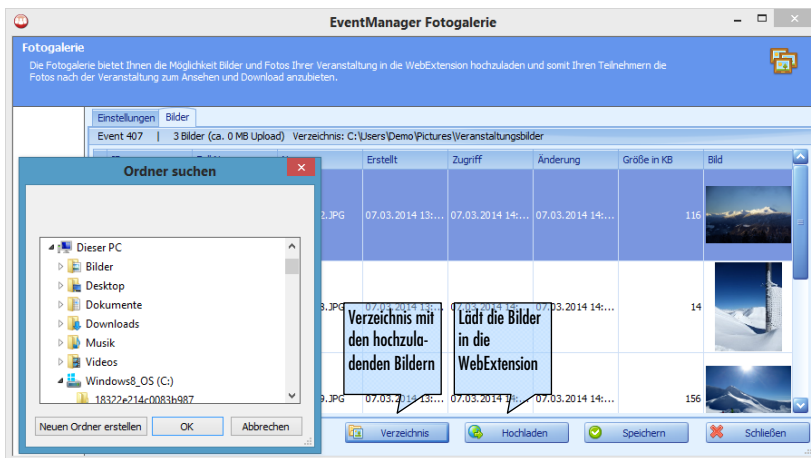 EventManager Fotogalerie
Fotogalerie
Die Fotogalerie bietet Ihnen die Möglichkeit Bilder und Fotos Ihrer Veranstaltung in die WebExtension hochzuladen und somit Ihren Teilnehmern die
Fotos nach der Veranstaltung zum Ansehen und Download anzubieten.
Einstellungen Bilder
Event 407 | 3 Bilder (ca. 0 MB Upload) Verzeichnis: C:\Users\Demo\Pictures\Veranstaltungsbilder
Erstellt Zugriff Änderung Größe in KB Bild
2.JPG 07.03.2014 13:... 07.03.2014 14:... 07.03.2014 14:... 116
3.JPG 07.03.2014 13:... 07.03.2014 14:... 07.03.2014 14:... 14
9.JPG 07.03.2014 13:... 07.03.2014 14:... 07.03.2014 14:... 156
Ordner suchen
Dieser PC
Bilder
Desktop
Dokumente
Downloads
Musik
Videos
Windows8_OS (C:)
18322e214c0083b987
Neuen Ordner erstellen OK Abbrechen
Verzeichnis mit
den hochzula-
denden Bildern
Lädt die Bilder
in die
WebExtension
Verzeichnis Hochladen Speichern Schließen